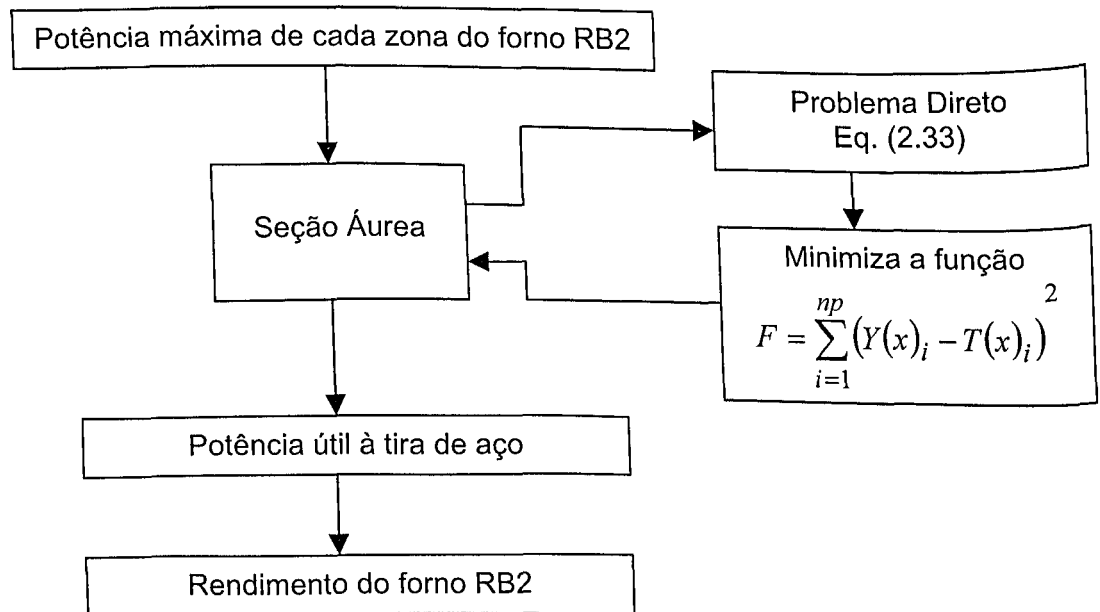 Potência máxima de cada zona do forno RB2
Problema Direto
Eq. (2.33)
Seção Áurea
Minimiza a função
F = \sum_{i=1}^{np} (Y(x)_i - T(x)_i)^2
Potência útil à tira de aço
Rendimento do forno RB2